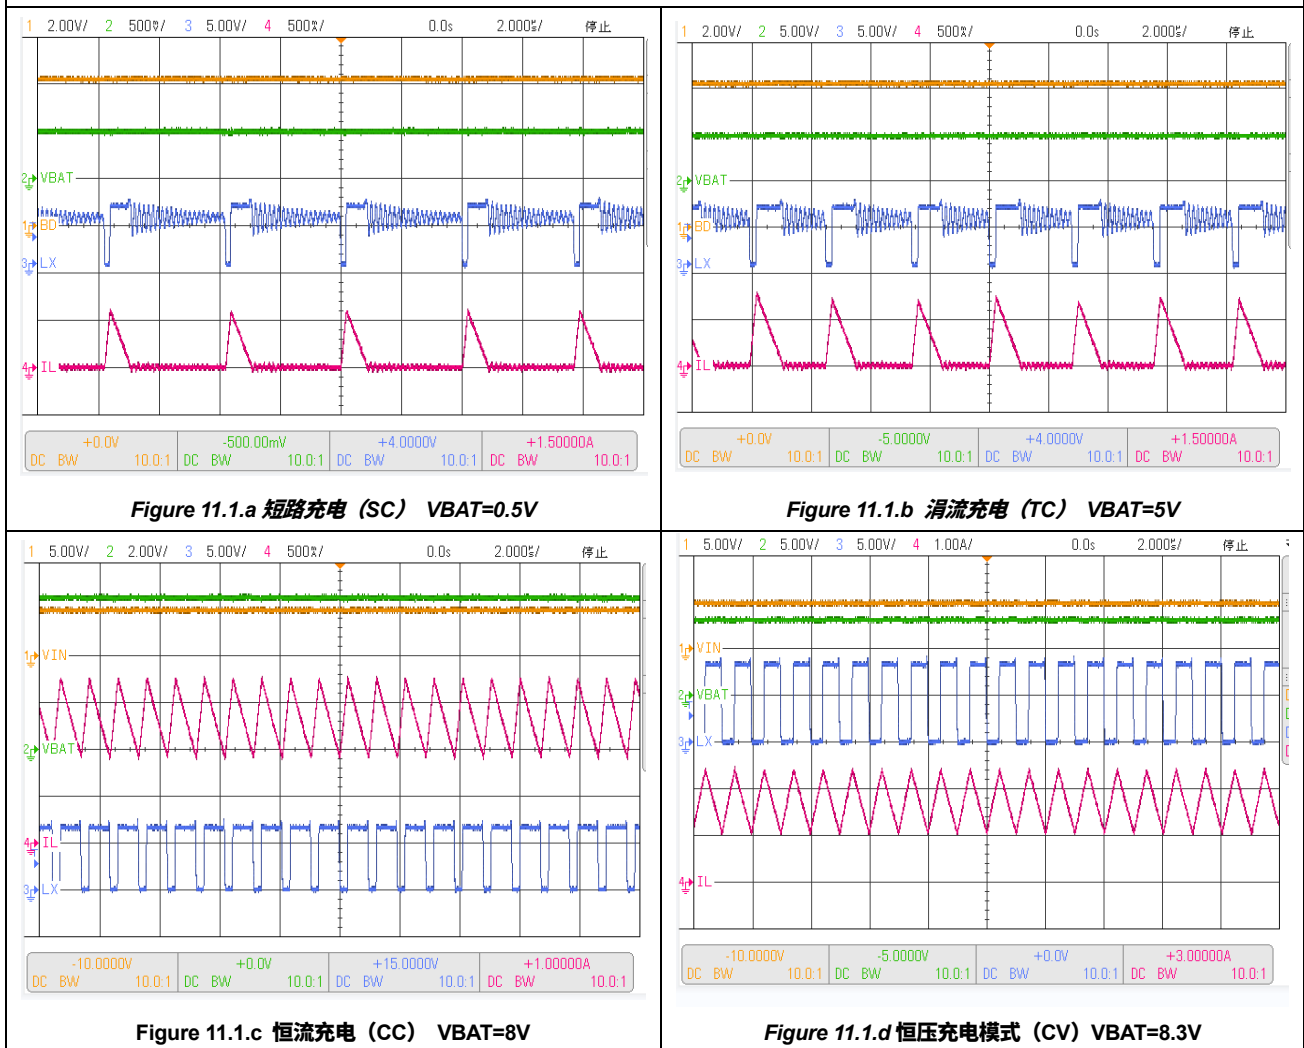 1 2.00V/ 2 500♈/ 3 5.00V/ 4 500⅍/ 0.0s 2.000㎲/ 停止
VBAT
BD
LX
IL
+0.0V -500.00mV +4.0000V +1.50000A
DC BW 10.0:1 DC BW 10.0:1 DC BW 10.0:1 DC BW 10.0:1
Figure 11.1.a 短路充电（SC） VBAT=0.5V
1 2.00V/ 2 5.00V/ 3 5.00V/ 4 500⅍/ 0.0s 2.000㎲/ 停止
VBAT
BD
LX
IL
+0.0V -5.0000V +4.0000V +1.50000A
DC BW 10.0:1 DC BW 10.0:1 DC BW 10.0:1 DC BW 10.0:1
Figure 11.1.b 涓流充电（TC） VBAT=5V
1 5.00V/ 2 2.00V/ 3 5.00V/ 4 500⅍/ 0.0s 2.000㎲/ 停止
VIN
VBAT
IL
LX
-10.0000V +0.0V +15.0000V +1.00000A
DC BW 10.0:1 DC BW 10.0:1 DC BW 10.0:1 DC BW 10.0:1
Figure 11.1.c 恒流充电（CC） VBAT=8V
1 5.00V/ 2 5.00V/ 3 5.00V/ 4 1.00A/ 0.0s 2.000㎲/ 停止
VIN
VBAT
LX
IL
-10.0000V -5.0000V +0.0V +3.00000A
DC BW 10.0:1 DC BW 10.0:1 DC BW 10.0:1 DC BW 10.0:1
Figure 11.1.d 恒压充电模式（CV）VBAT=8.3V